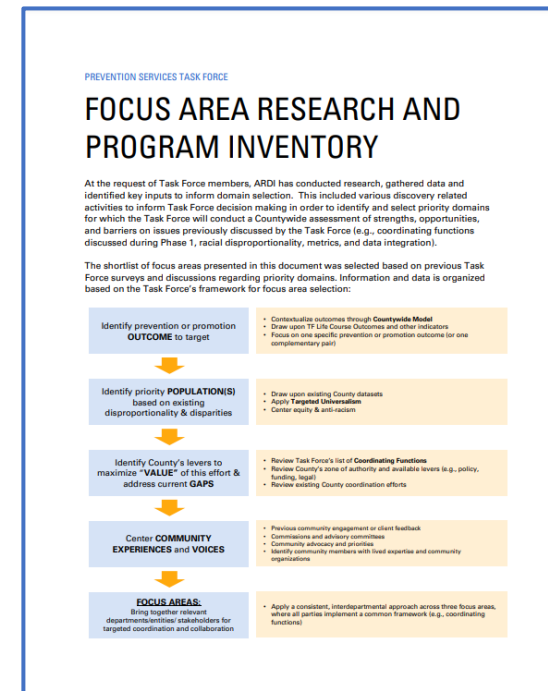 PREVENTION SERVICES TASK FORCE
FOCUS AREA RESEARCH AND
PROGRAM INVENTORY
At the request of Task Force members, ARDI has conducted research, gathered data and
identified key inputs to inform domain selection.  This included various discovery related
activities to inform Task Force decision making in order to identify and select priority domains
for which the Task Force will conduct a Countywide assessment of strengths, opportunities,
and barriers on issues previously discussed by the Task Force (e.g., coordinating functions
discussed during Phase 1, racial disproportionality, metrics, and data integration).
The shortlist of focus areas presented in this document was selected based on previous Task
Force surveys and discussions regarding priority domains. Information and data is organized
based on the Task Force's framework for focus area selection:
Identify prevention or promotion
OUTCOME to target
• Contextualize outcomes through Countywide Model
• Draw upon TF Life Course Outcomes and other indicators
• Focus on one specific prevention or promotion outcome (or one
complementary pair)
Identify priority POPULATION(S)
based on existing
disproportionality & disparities
• Draw upon existing County datasets
• Apply Targeted Universalism
• Center equity & anti-racism
Identify County's levers to
maximize "VALUE" of this effort &
address current GAPS
• Review Task Force's list of Coordinating Functions
• Review County's zone of authority and available levers (e.g., policy,
funding, legal)
• Review existing County coordination efforts
Center COMMUNITY
EXPERIENCES and VOICES
• Previous community engagement or client feedback
• Commissions and advisory committees
• Community advocacy and priorities
• Identify community members with lived expertise and community
organizations
FOCUS AREAS:
Bring together relevant
departments/entities/ stakeholders for
targeted coordination and collaboration
• Apply a consistent, interdepartmental approach across three focus areas,
where all parties implement a common framework (e.g., coordinating
functions)